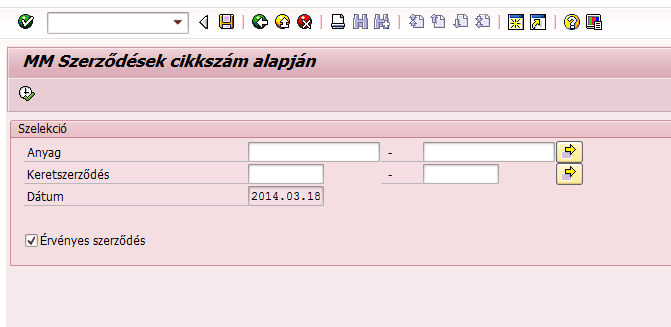 MM Szerződések cikkszám alapján
Szelekció
Anyag -
Keretszerződés -
Dátum 2014.03.18
Érvényes szerződés